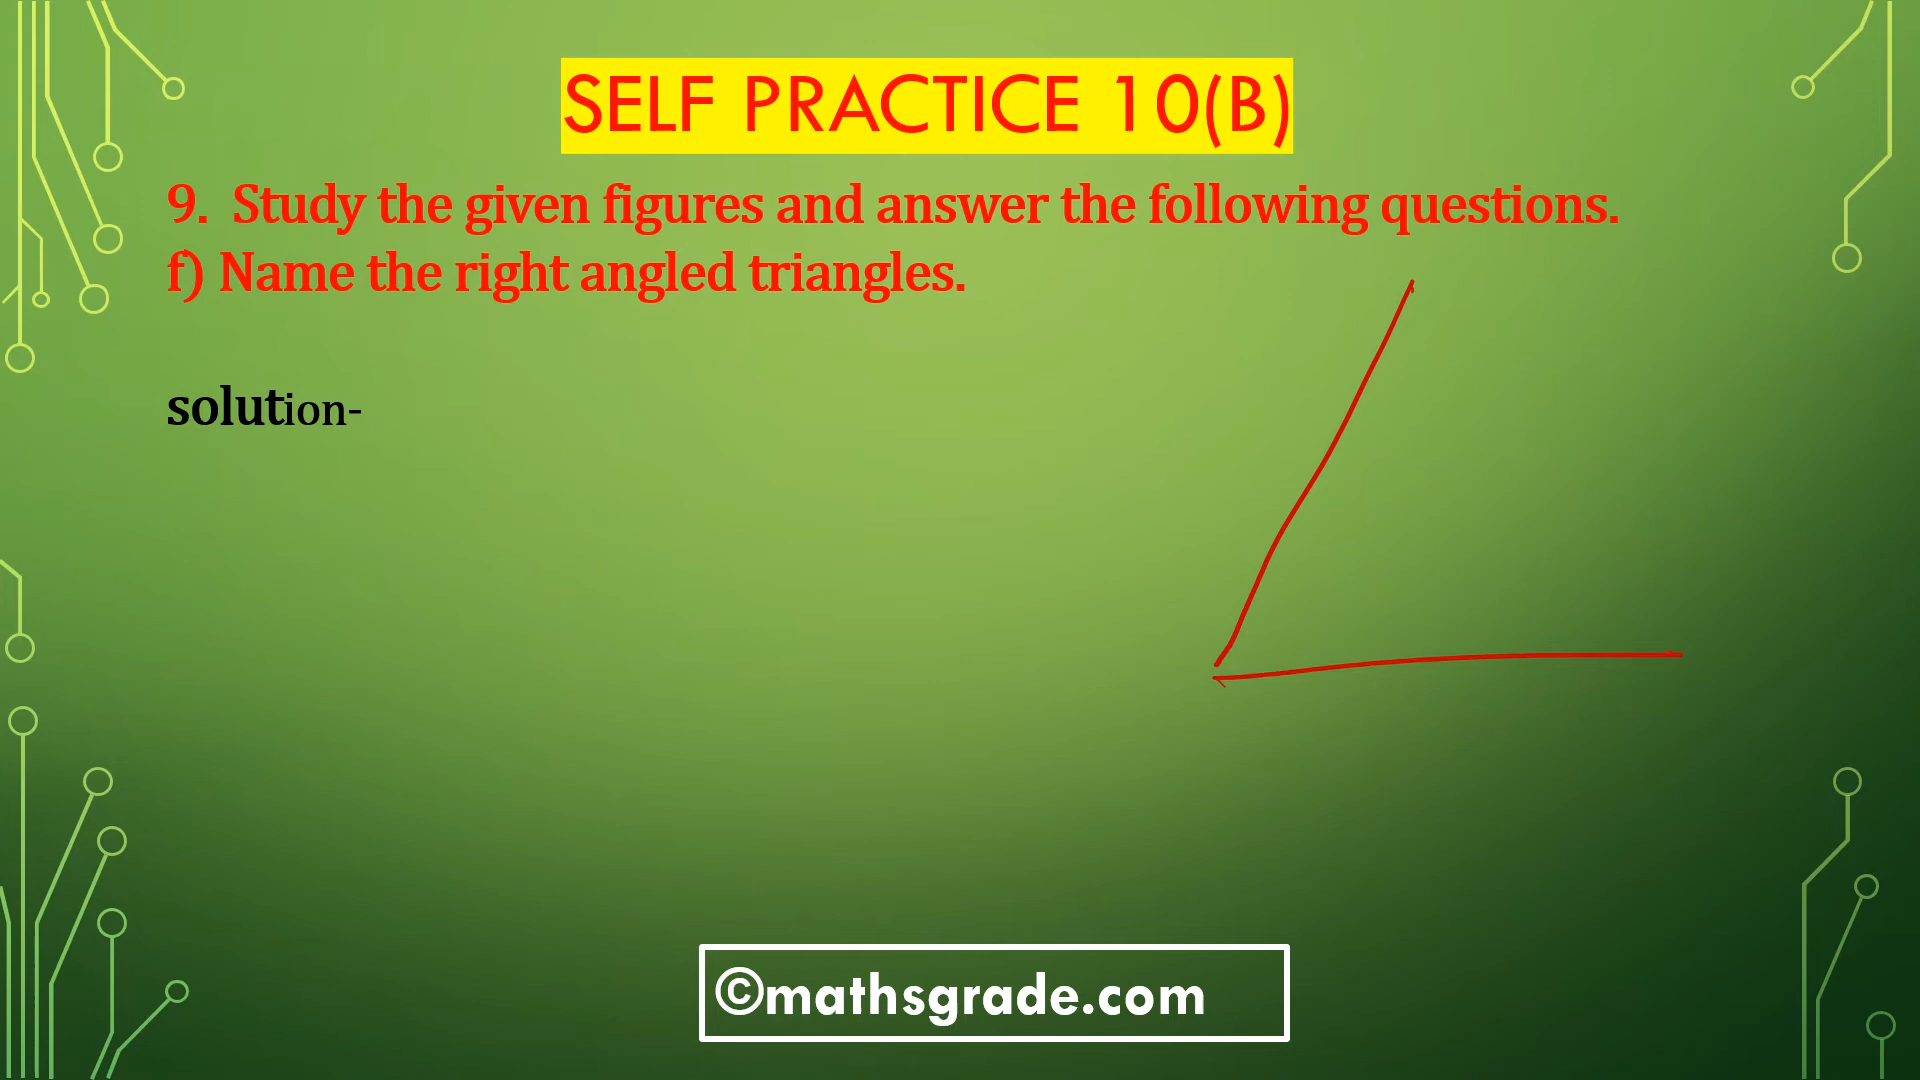 SELF PRACTICE 10(B)
9. Study the given figures and answer the following questions.
f) Name the right angled triangles.
solution-
©mathsgrade.com